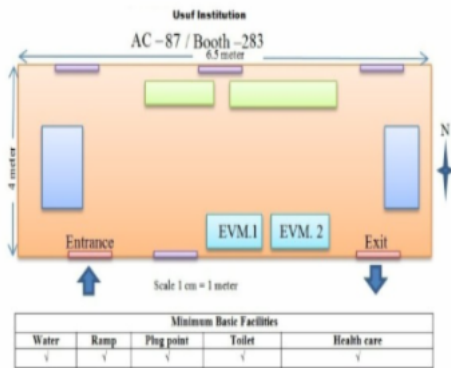 Usuf Institution
AC – 87 / Booth –283
6.5 meter
4 meter
N
EVM.1 EVM. 2
Entrance Exit
Scale 1 cm = 1 meter
Minimum Basic Facilities
Water Ramp Plug point Toilet Health care
√ √ √ √ √